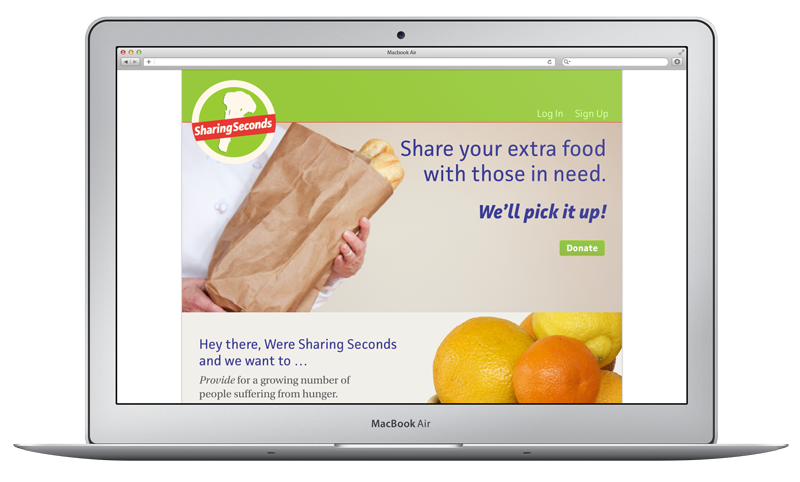 Macbook Air
Log In Sign Up
SharingSeconds
Share your extra food
with those in need.
We'll pick it up!
Donate
Hey there, Were Sharing Seconds
and we want to ...
Provide for a growing number of
people suffering from hunger.
MacBook Air